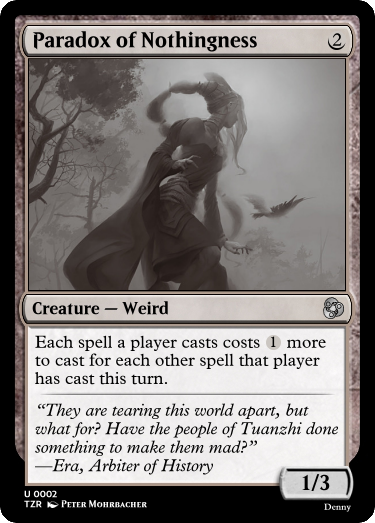 Paradox of Nothingness 2
Creature — Weird
Each spell a player casts costs 1 more
to cast for each other spell that player
has cast this turn.
“They are tearing this world apart, but
what for? Have the people of Tuanzhi done
something to make them mad?”
—Era, Arbiter of History
1/3
U 0002
TZR Peter Mohrbacher
Denny